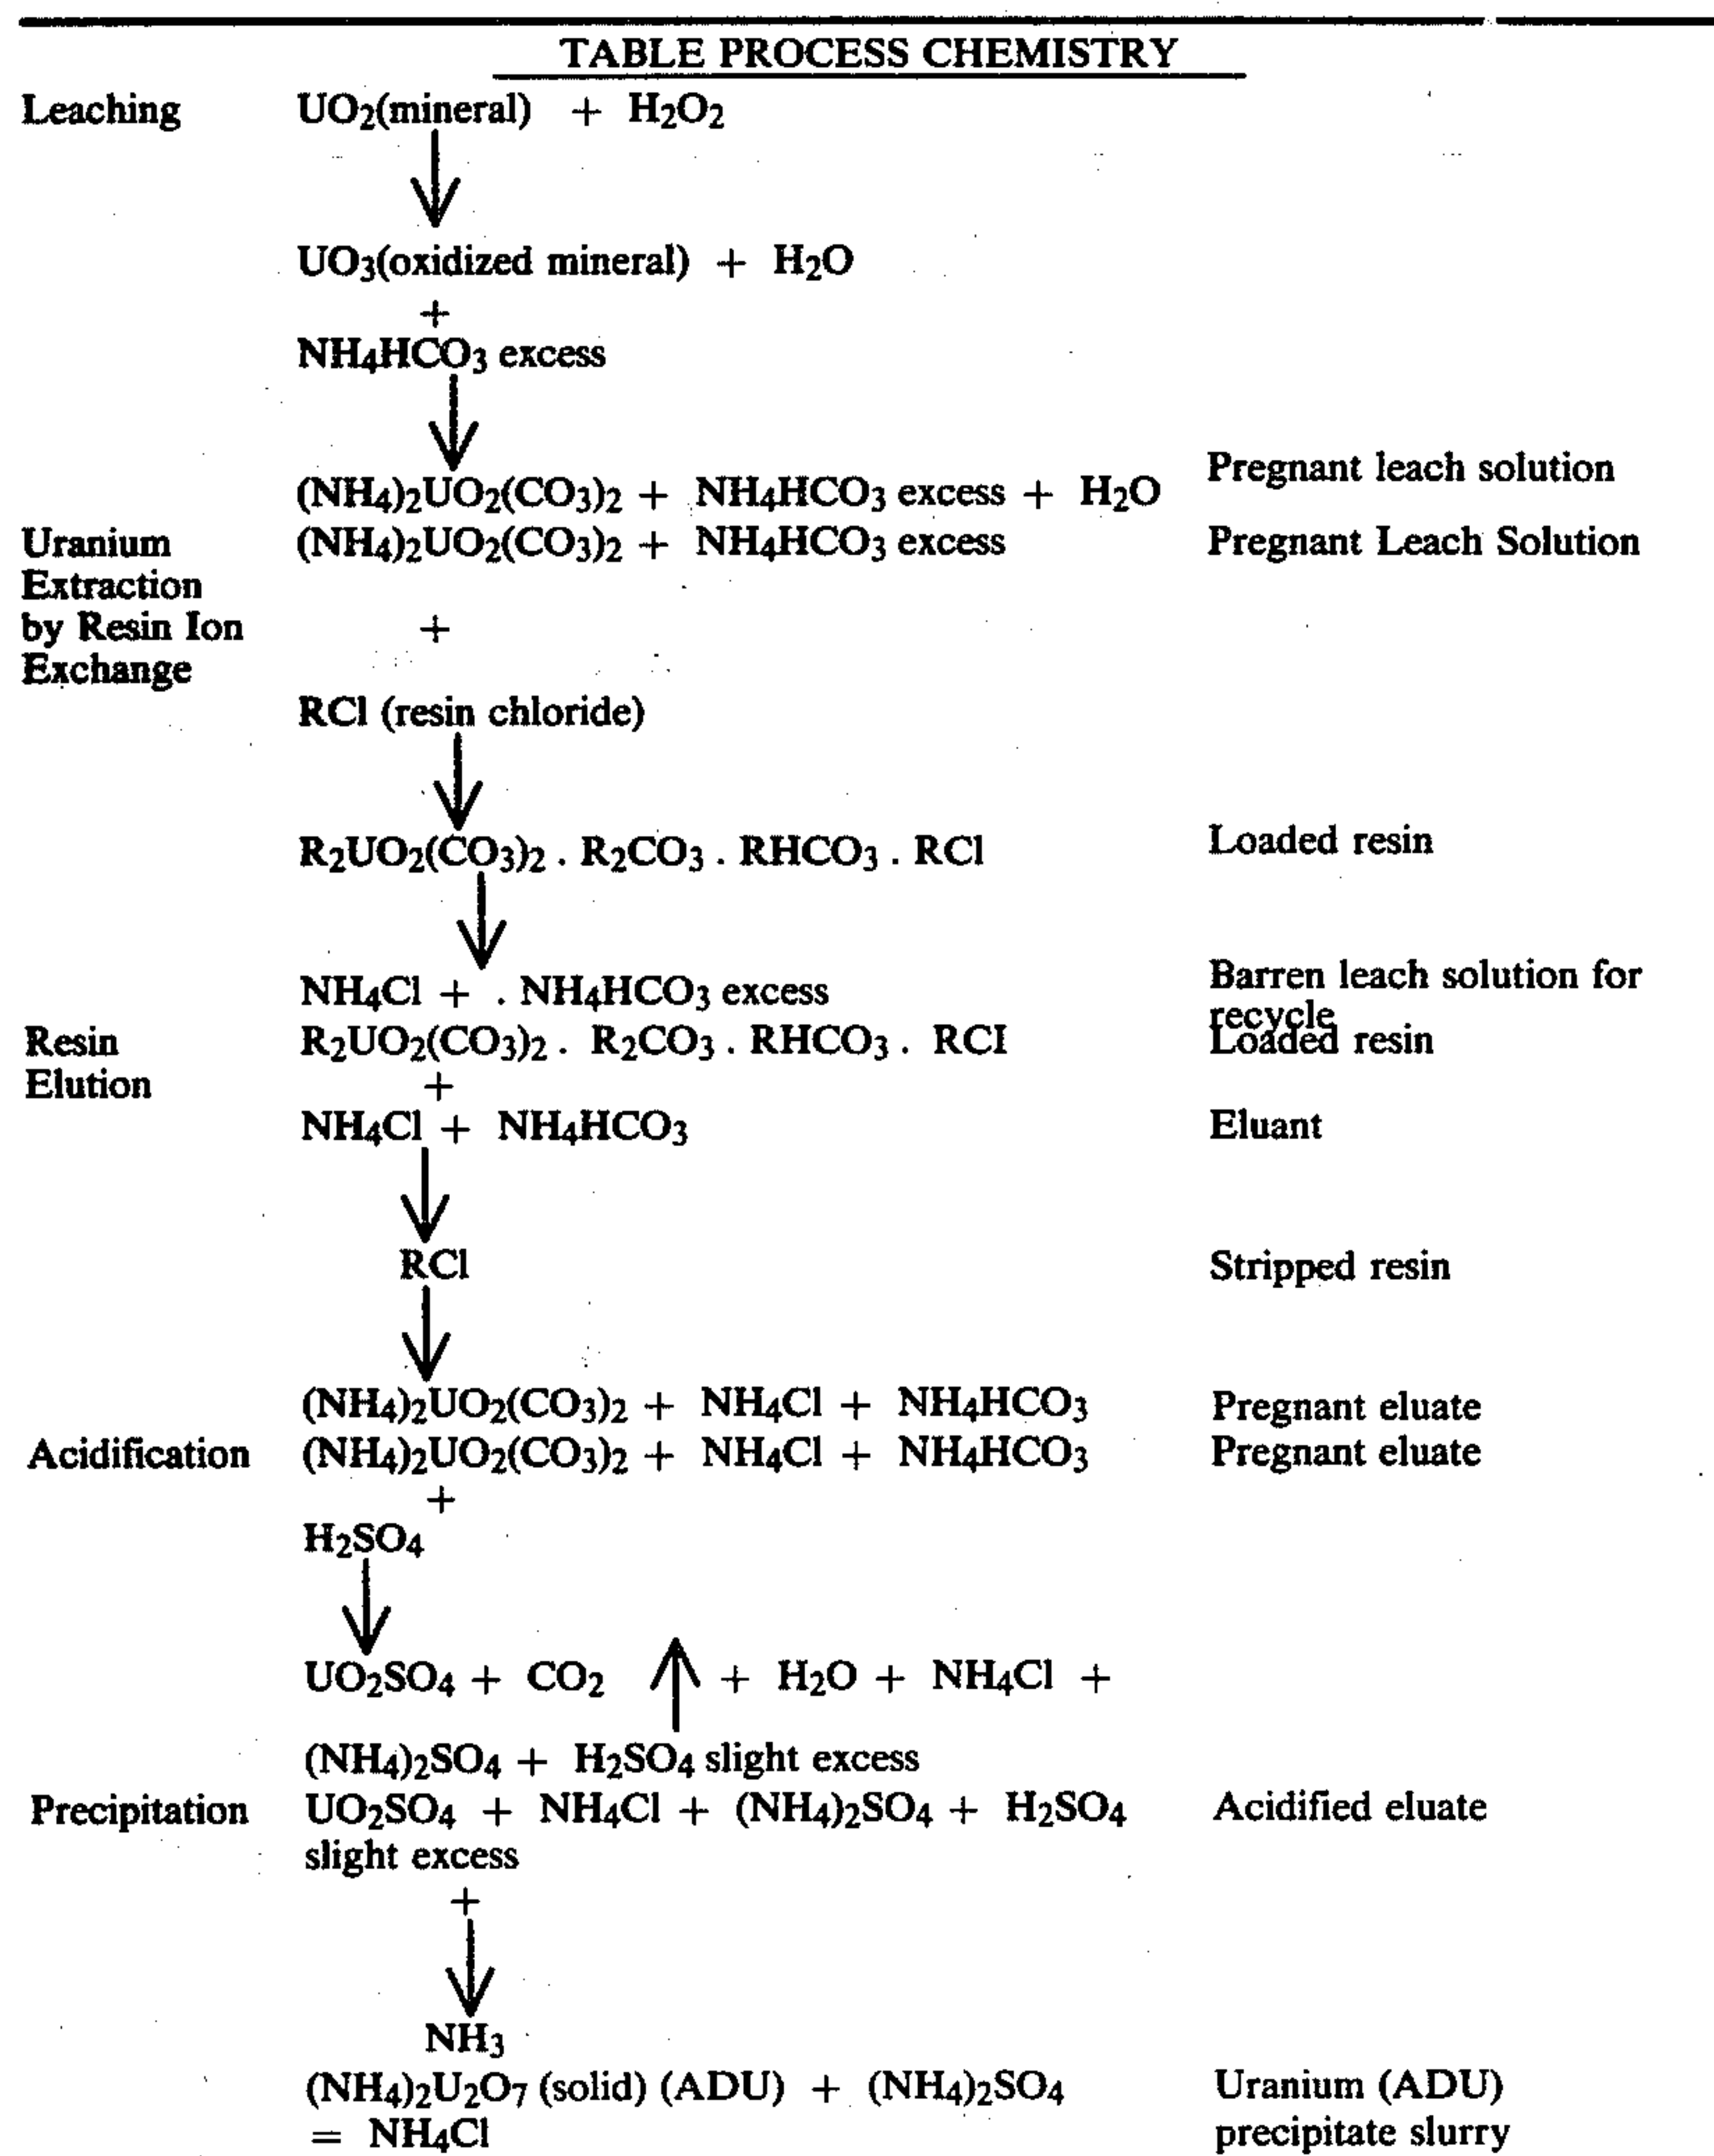 TABLE PROCESS CHEMISTRY
Leaching UO2(mineral) + H2O2
UO3(oxidized mineral) + H2O
+
NH4HCO3 excess
Pregnant leach solution
(NH4)2UO2(CO3)2 + NH4HCO3 excess + H2O
Uranium (NH4)2UO2(CO3)2 + NH4HCO3 excess Pregnant Leach Solution
Extraction
by Resin Ion +
Exchange
RCl (resin chloride)
R2UO2(CO3)2 . R2CO3 . RHCO3 . RCl Loaded resin
NH4Cl + . NH4HCO3 excess Barren leach solution for
recycle
Resin R2UO2(CO3)2 . R2CO3 . RHCO3 . RCI Loaded resin
Elution +
NH4Cl + NH4HCO3 Eluant
RCl Stripped resin
(NH4)2UO2(CO3)2 + NH4Cl + NH4HCO3 Pregnant eluate
Acidification (NH4)2UO2(CO3)2 + NH4Cl + NH4HCO3 Pregnant eluate
+
H2SO4
UO2SO4 + CO2 ↑ + H2O + NH4Cl +
(NH4)2SO4 + H2SO4 slight excess
Precipitation UO2SO4 + NH4Cl + (NH4)2SO4 + H2SO4 Acidified eluate
slight excess
+
NH3
(NH4)2U2O7 (solid) (ADU) + (NH4)2SO4 Uranium (ADU)
= NH4Cl precipitate slurry